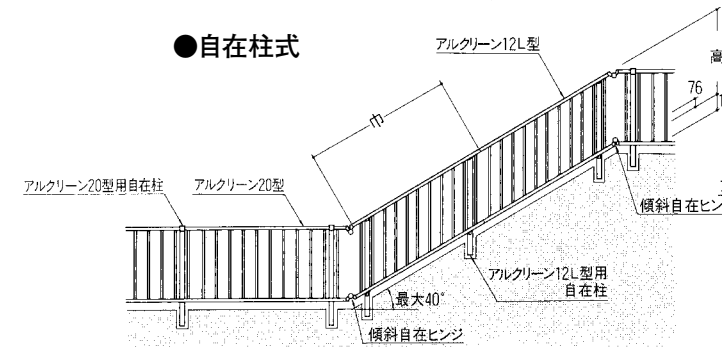 ●自在柱式
アルクリーン12L型
高
76
巾
アルクリーン20型用自在柱
アルクリーン20型
傾斜自在ヒン
アルクリーン12L型用
自在柱
最大40°
傾斜自在ヒンジ